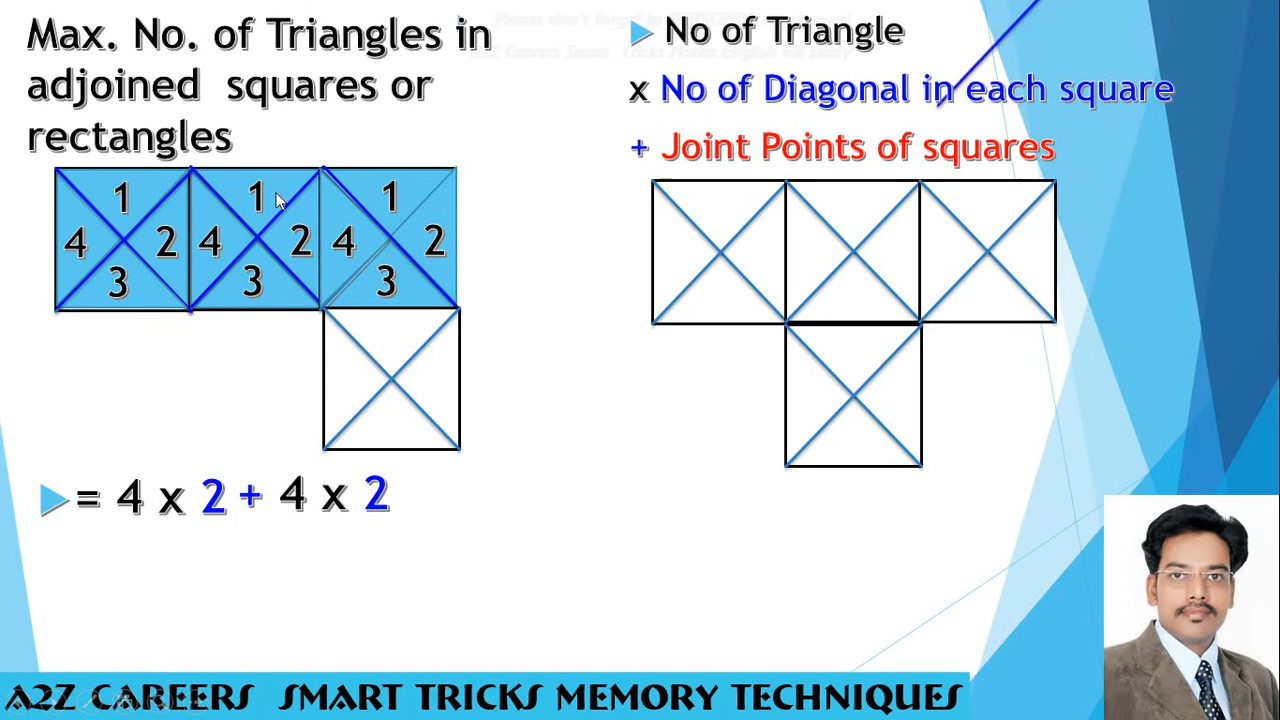 Max. No. of Triangles in
adjoined squares or
rectangles
1 1 1
4 2 4 2 4 2
3 3 3
= 4 x 2 + 4 x 2
No of Triangle
x No of Diagonal in each square
+ Joint Points of squares
A2Z CAREERS SMART TRICKS MEMORY TECHNIQUES